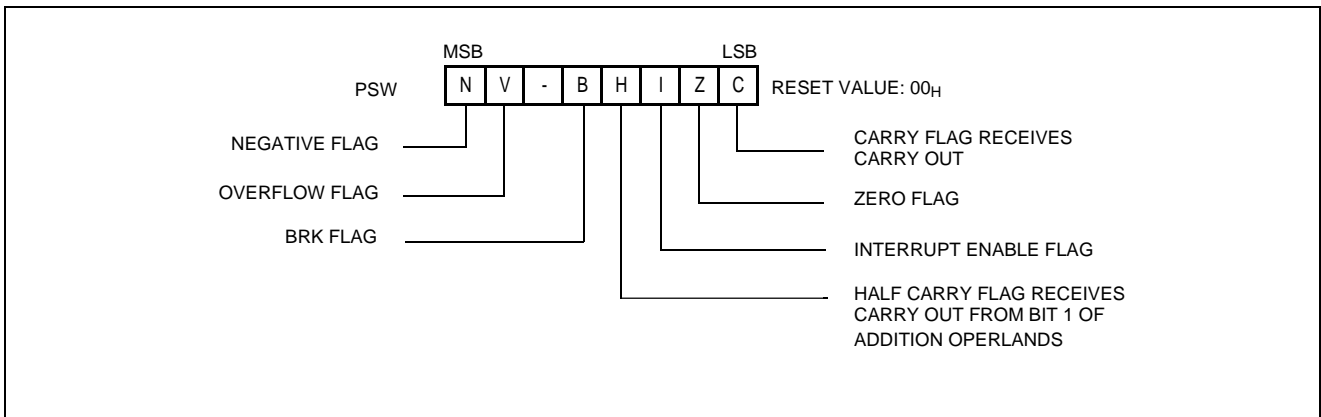 MSB LSB
PSW N V - B H I Z C RESET VALUE: 00H
NEGATIVE FLAG
OVERFLOW FLAG
BRK FLAG
CARRY FLAG RECEIVES
CARRY OUT
ZERO FLAG
INTERRUPT ENABLE FLAG
HALF CARRY FLAG RECEIVES
CARRY OUT FROM BIT 1 OF
ADDITION OPERLANDS